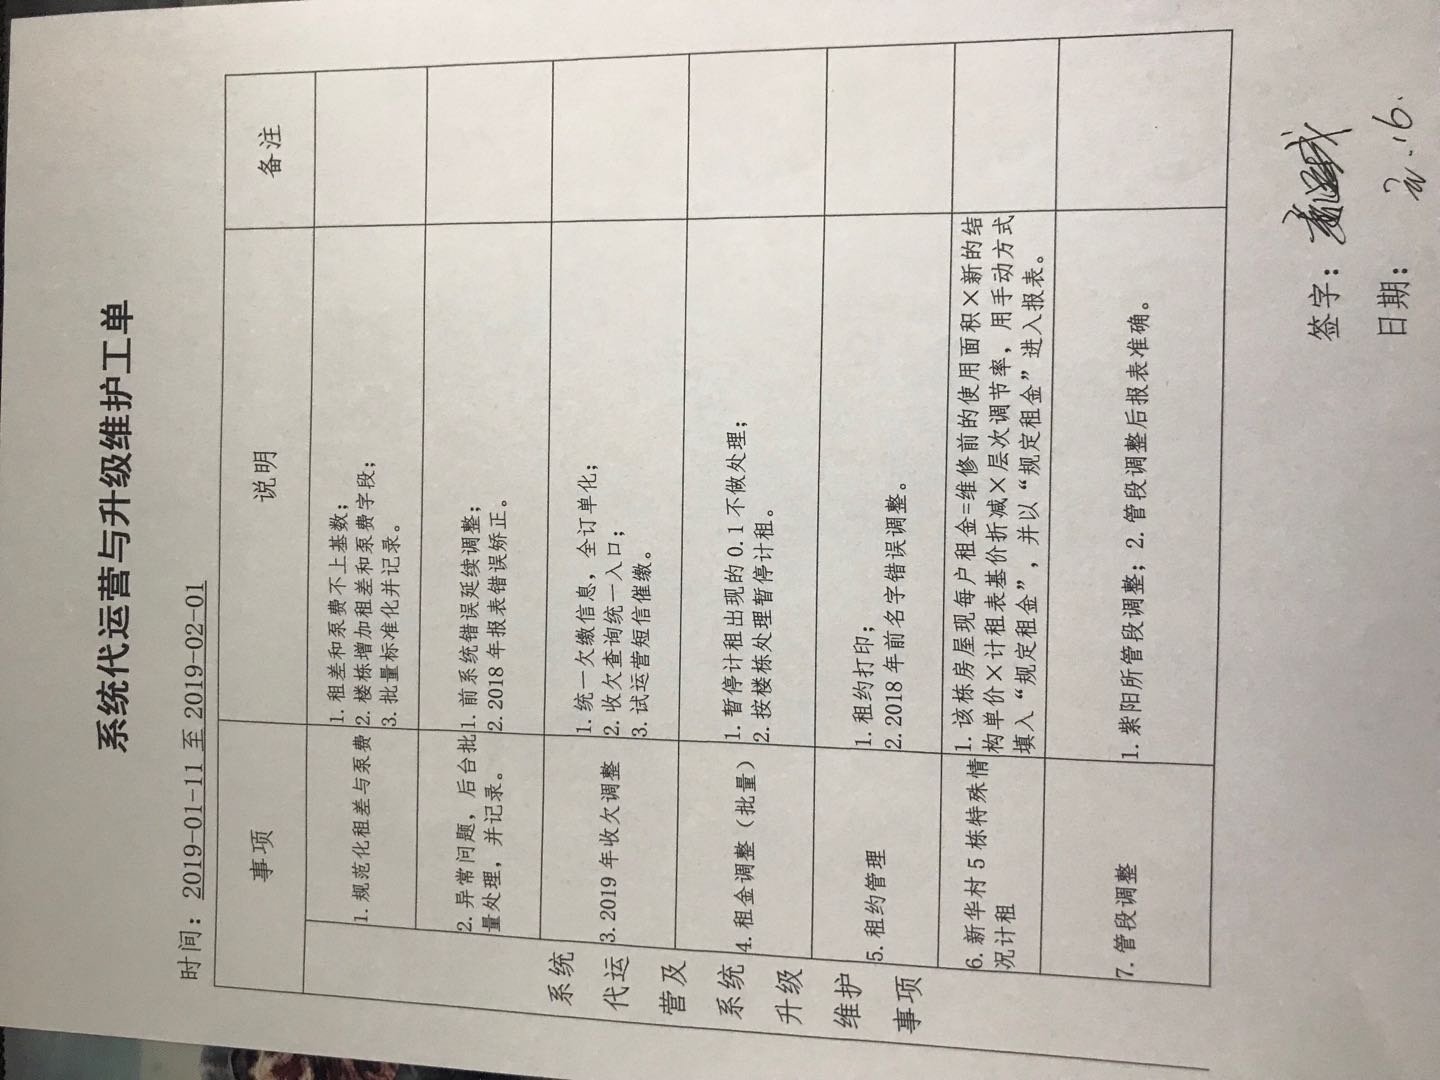 系统代运营与升级维护工单
时间：2019-01-11 至 2019-02-01
事项 说明 备注
系统
代运
营及
系统
升级
维护
事项
1.规范化租差与泵费
1.租差和泵费不上基数；
2.楼栋增加租差和泵费字段；
3.批量标准化并记录。
2.异常问题，后台批
量处理，并记录。
1.前系统错误延续调整；
2.2018 年报表错误矫正。
3.2019 年收欠调整
1.统一欠缴信息，全订单化；
2.收欠查询统一入口；
3.试运营短信催缴。
4.租金调整（批量）
1.暂停计租出现的 0.1 不做处理；
2.按楼栋处理暂停计租。
5.租约管理
1.租约打印；
2.2018 年前名字错误调整。
6.新华村 5 栋特殊情
况计租
1.该栋房屋现每户租金=维修前的使用面积×新的结
构单价×计租表基价折减×层次调节率，用手动方式
填入“规定租金”，并以“规定租金”进入报表。
7.管段调整
1.紫阳所管段调整；2.管段调整后报表准确。
签字：
日期：